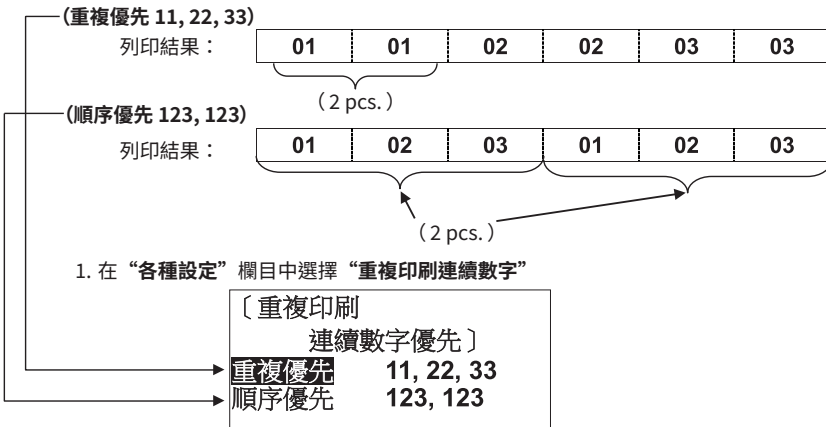 (重複優先 11, 22, 33)
列印結果： 01 01 02 02 03 03
（2 pcs.）
(順序優先 123, 123)
列印結果： 01 02 03 01 02 03
（2 pcs.）
1. 在“各種設定”欄目中選擇“重複印刷連續數字”
〔重複印刷
連續數字優先〕
重複優先 11, 22, 33
順序優先 123, 123